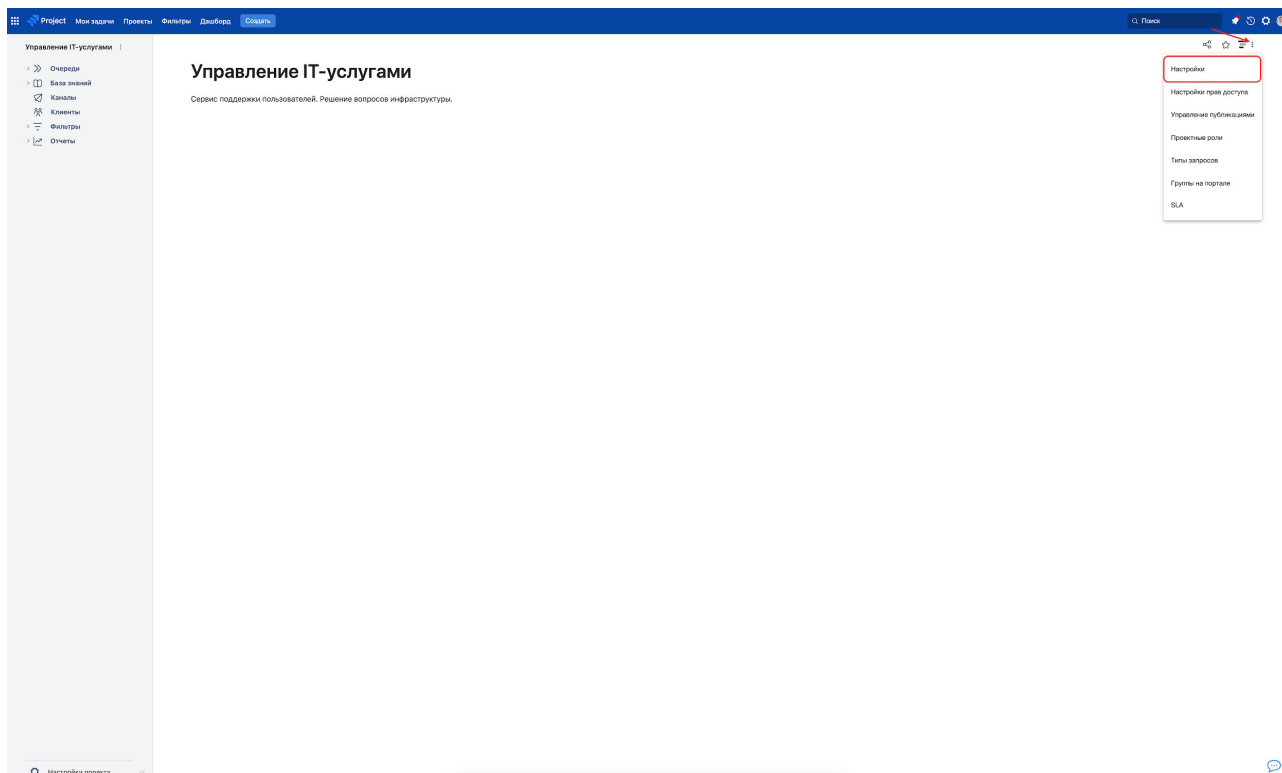 Project Мои задачи Проекты Фильтры Дашборд Создать Поиск
Управление IT-услугами
Очереди
База знаний
Каналы
Клиенты
Фильтры
Отчеты
Управление IT-услугами
Сервис поддержки пользователей. Решение вопросов инфраструктуры.
Настройки
Настройки прав доступа
Управление публикациями
Проектные роли
Типы запросов
Группы на портале
SLA
Настройки проекта